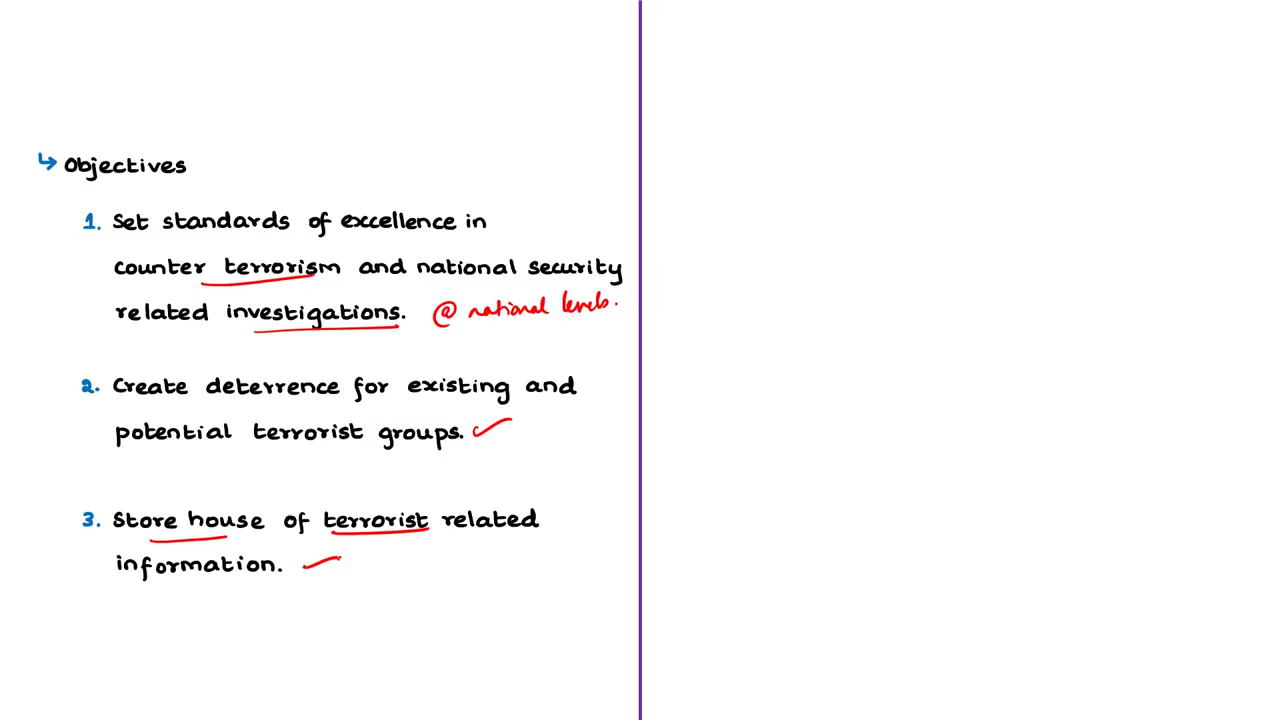 ↳ Objectives
1. Set standards of excellence in
counter terrorism and national security
related investigations. @ national levels.
2. Create deterrence for existing and
potential terrorist groups. ✓
3. Store house of terrorist related
information. ✓